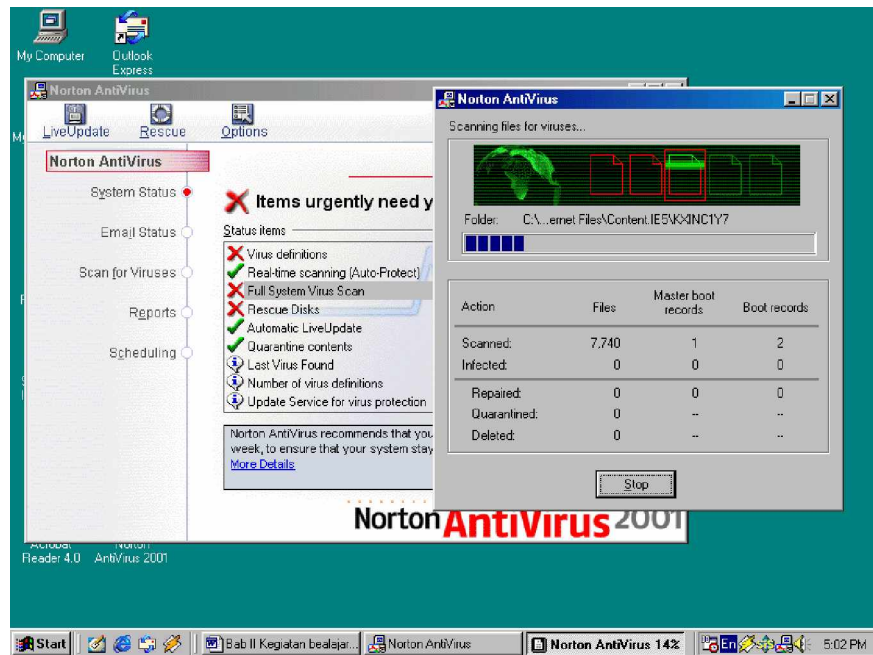 My Computer
Outlook Express
Norton AntiVirus
LiveUpdate Rescue Options
Norton AntiVirus
System Status
Email Status
Scan for Viruses
Reports
Scheduling
Items urgently need y
Status items
Virus definitions
Real-time scanning (Auto-Protect)
Full System Virus Scan
Rescue Disks
Automatic LiveUpdate
Quarantine contents
Last Virus Found
Number of virus definitions
Update Service for virus protection
Norton AntiVirus recommends that you
week, to ensure that your system stay
More Details
Norton AntiVirus 2001
Norton AntiVirus
Scanning files for viruses...
Folder: C:\...ernet Files\Content.IE5\KXINC1Y7
Action Files Master boot records Boot records
Scanned: 7,740 1 2
Infected: 0 0 0
Repaired: 0 0 0
Quarantined: 0 -- --
Deleted: 0 -- --
Stop
Acrobat Reader 4.0
Norton AntiVirus 2001
Start
Bab II Kegiatan bealajar...
Norton AntiVirus
Norton AntiVirus 14%
En
5:02 PM